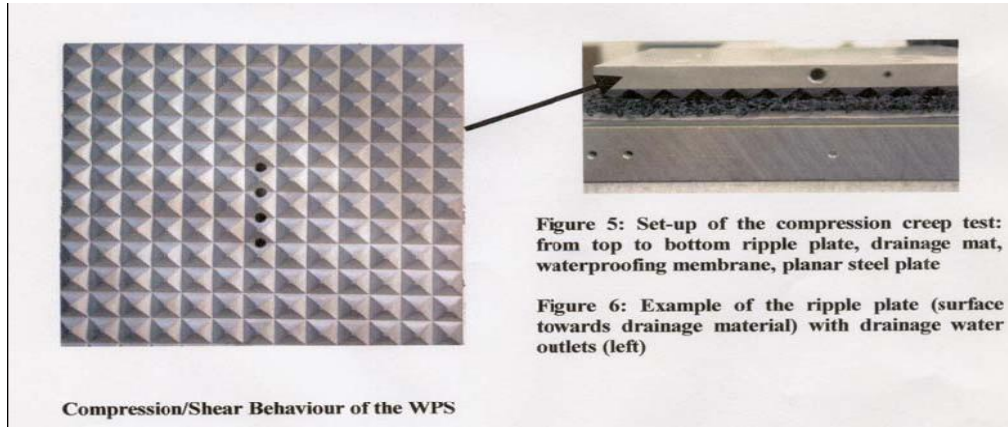 Figure 5: Set-up of the compression creep test:
from top to bottom ripple plate, drainage mat,
waterproofing membrane, planar steel plate
Figure 6: Example of the ripple plate (surface
towards drainage material) with drainage water
outlets (left)
Compression/Shear Behaviour of the WPS